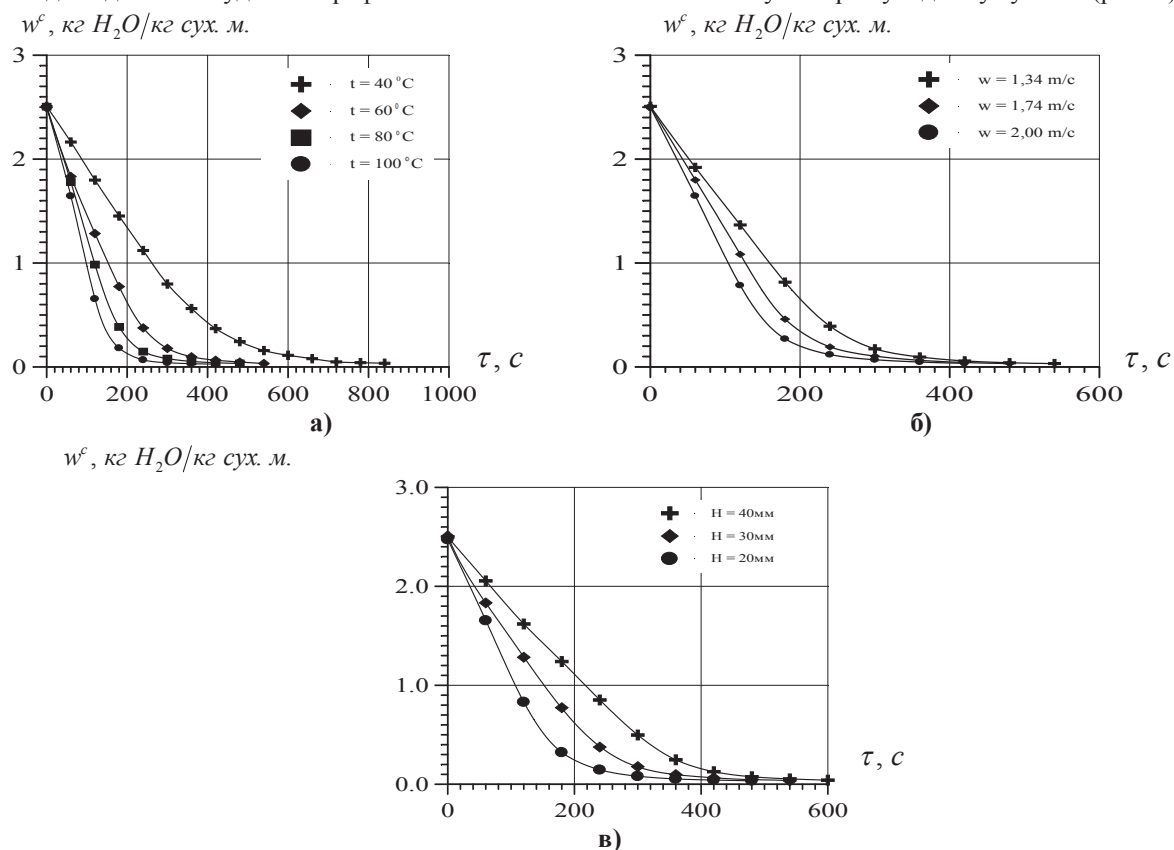 w^c , кг H₂O/кг сух. м.
3
2
1
0
t = 40 °C
t = 60 °C
t = 80 °C
t = 100 °C
0 200 400 600 800 1000
τ, c
а)
w^c , кг H₂O/кг сух. м.
3
2
1
0
w = 1,34 m/c
w = 1,74 m/c
w = 2,00 m/c
0 200 400 600
τ, c
б)
w^c , кг H₂O/кг сух. м.
3.0
2.0
1.0
0.0
H = 40мм
H = 30мм
H = 20мм
0 200 400 600
τ, c
в)